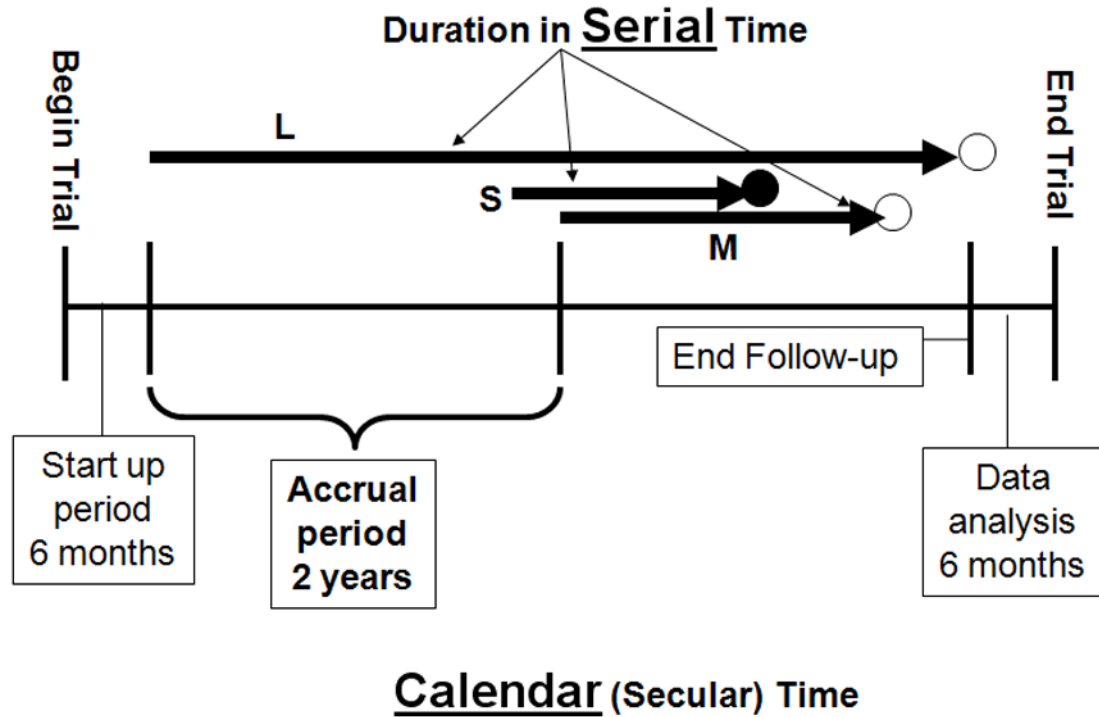 Duration in Serial Time
Begin Trial
End Trial
L
S
M
End Follow-up
Start up
period
6 months
Accrual
period
2 years
Data
analysis
6 months
Calendar (Secular) Time